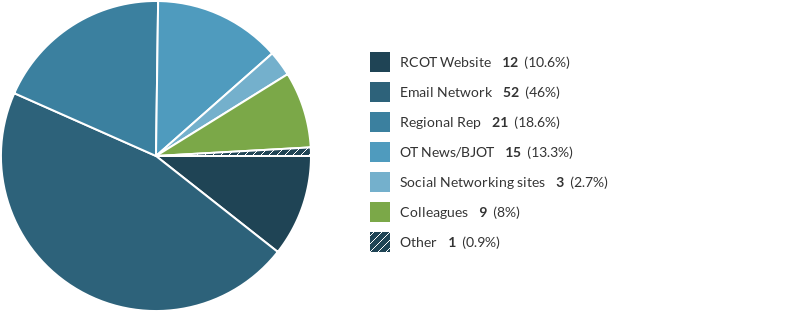 RCOT Website 12 (10.6%)
Email Network 52 (46%)
Regional Rep 21 (18.6%)
OT News/BJOT 15 (13.3%)
Social Networking sites 3 (2.7%)
Colleagues 9 (8%)
Other 1 (0.9%)